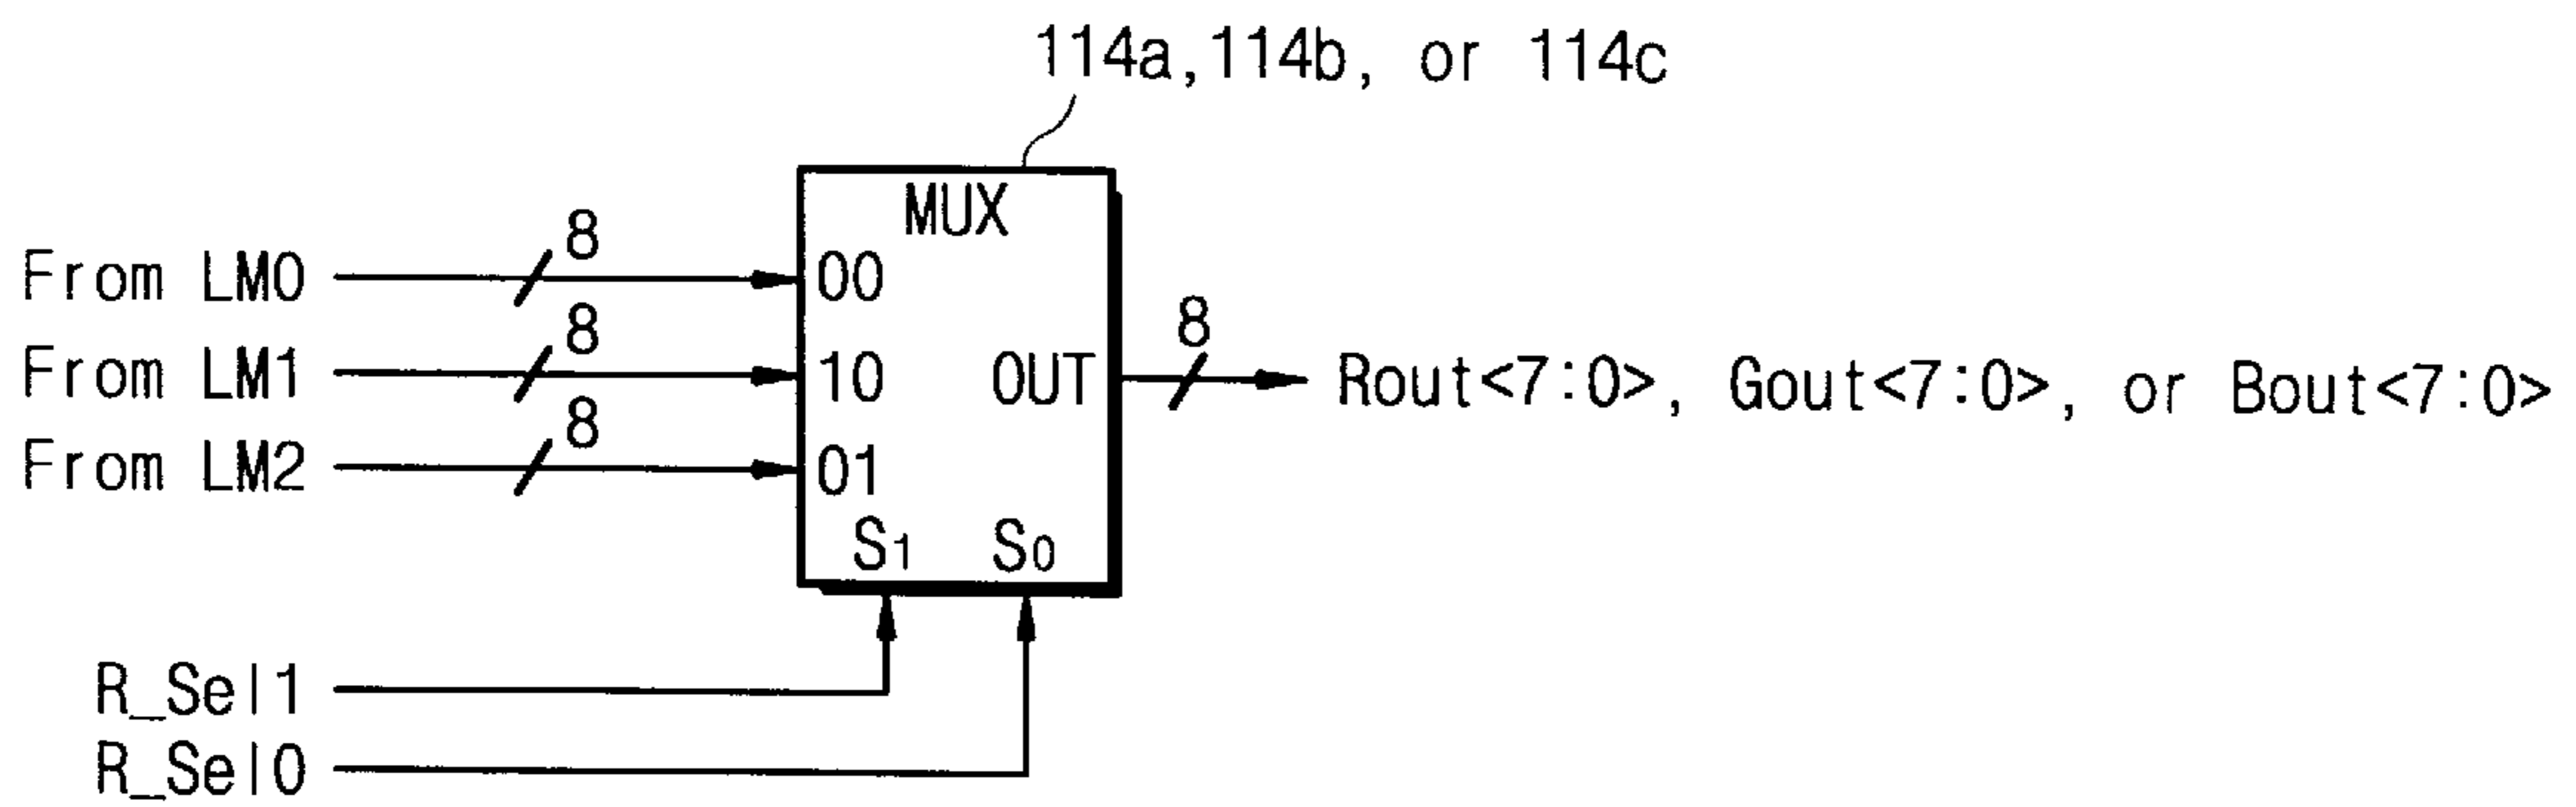 114a,114b, or 114c
MUX
From LM0 8 00
From LM1 8 10 OUT 8 Rout<7:0>, Gout<7:0>, or Bout<7:0>
From LM2 8 01
S1 S0
R_Sel1
R_Sel0